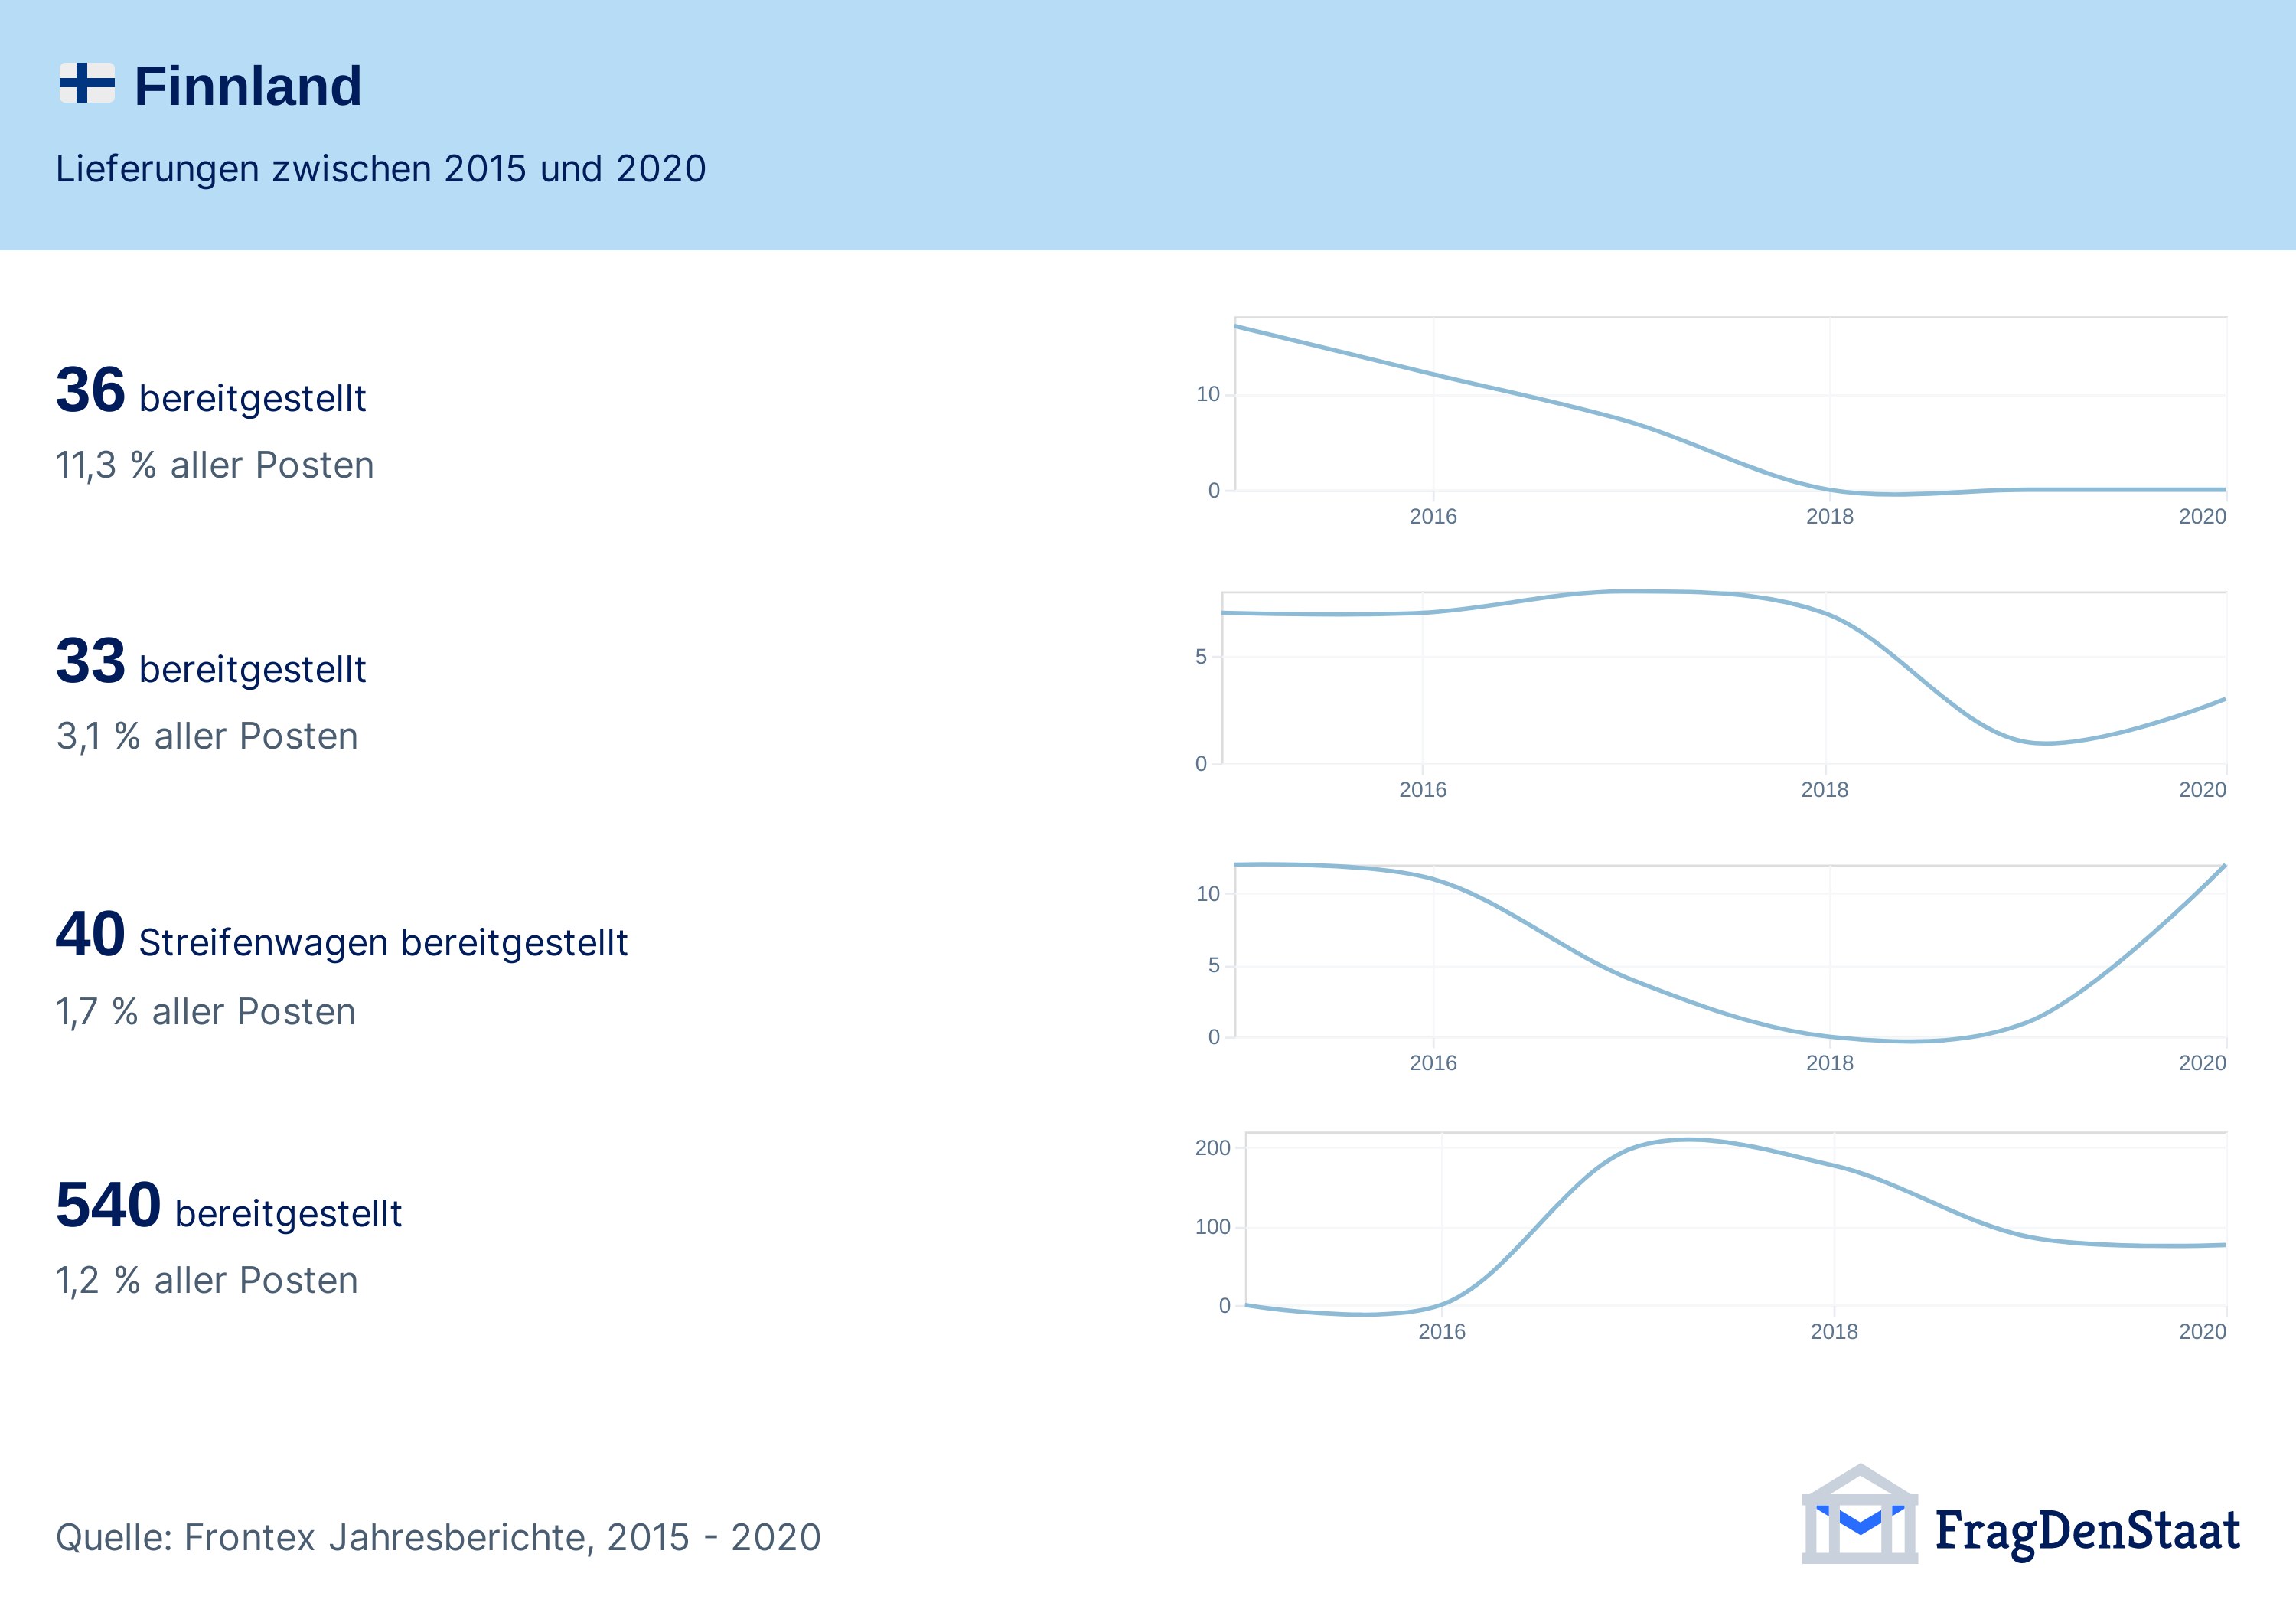 Finnland
Lieferungen zwischen 2015 und 2020
36 bereitgestellt
11,3 % aller Posten
10
0
2016 2018 2020
33 bereitgestellt
3,1 % aller Posten
5
0
2016 2018 2020
40 Streifenwagen bereitgestellt
1,7 % aller Posten
10
5
0
2016 2018 2020
540 bereitgestellt
1,2 % aller Posten
200
100
0
2016 2018 2020
Quelle: Frontex Jahresberichte, 2015 - 2020
FragDenStaat